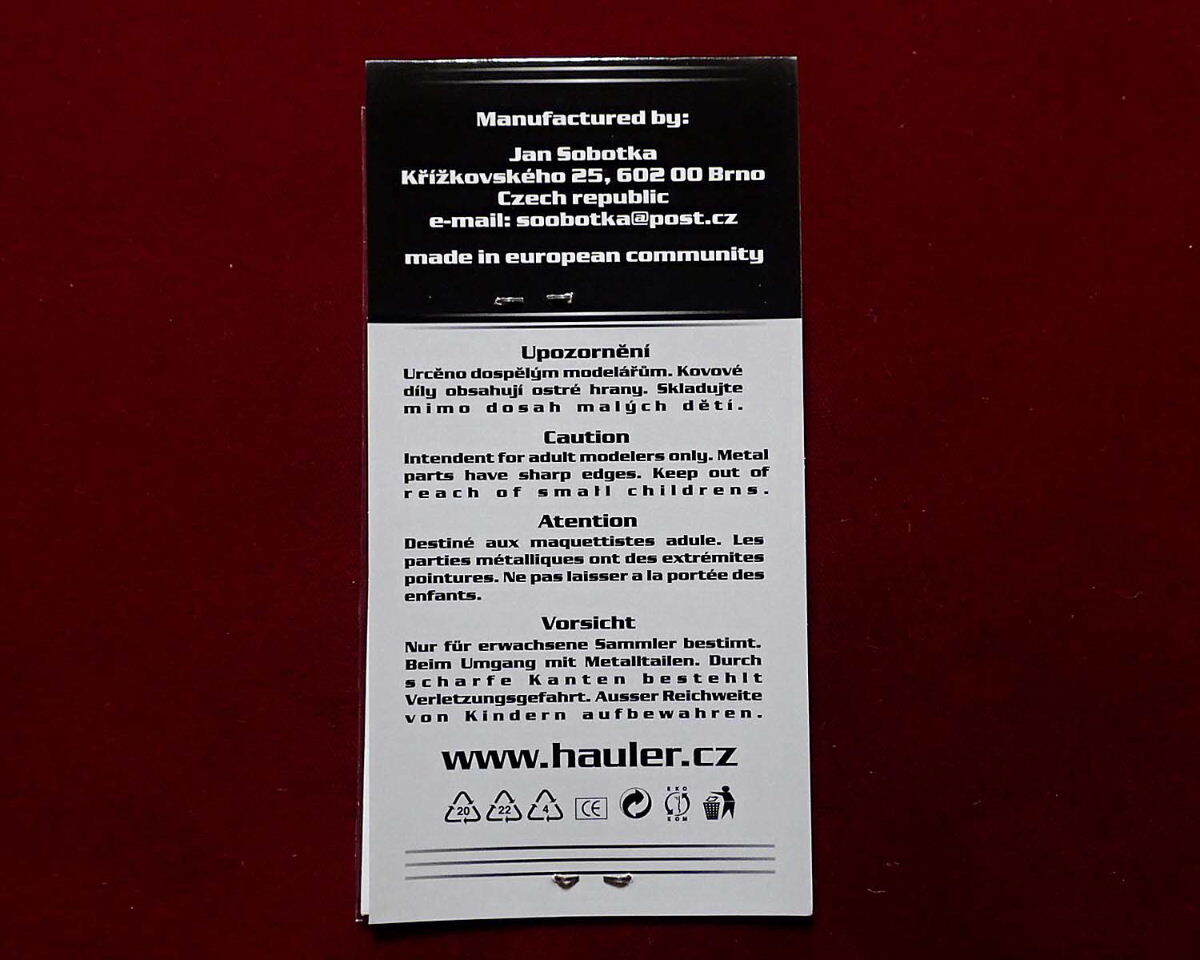 Manufactured by:
Jan Sobotka
Křížkovského 25, 602 00 Brno
Czech republic
e-mail: soobotka@post.cz
made in european community
Upozornění
Urcěno dospělým modelářům. Kovové
díly obsahují ostré hrany. Skladujte
mimo dosah malých dětí.
Caution
Intendent for adult modelers only. Metal
parts have sharp edges. Keep out of
reach of small childrens.
Atention
Destiné aux maquettistes adule. Les
parties métalliques ont des extrémites
pointures. Ne pas laisser a la portée des
enfants.
Vorsicht
Nur für erwachsene Sammler bestimt.
Beim Umgang mit Metalltailen. Durch
scharfe Kanten bestehlt
Verletzungsgefahrt. Ausser Reichweite
von Kindern aufbewahren.
www.hauler.cz
20 22 4 CE EKO KOM